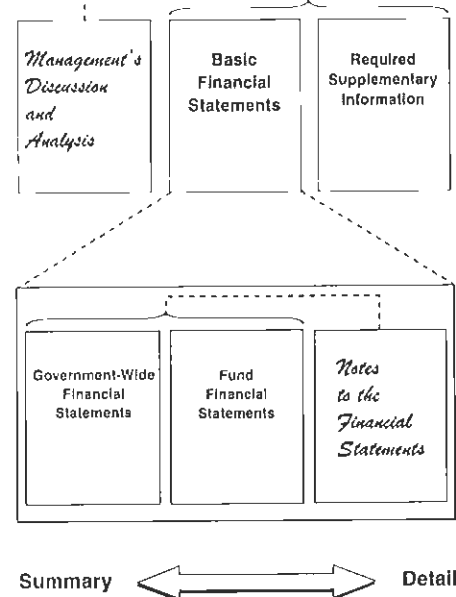 Management's
Discussion
and
Analysis
Basic
Financial
Statements
Required
Supplementary
Information
Government-Wide
Financial
Statements
Fund
Financial
Statements
Notes
to the
Financial
Statements
Summary
Detail